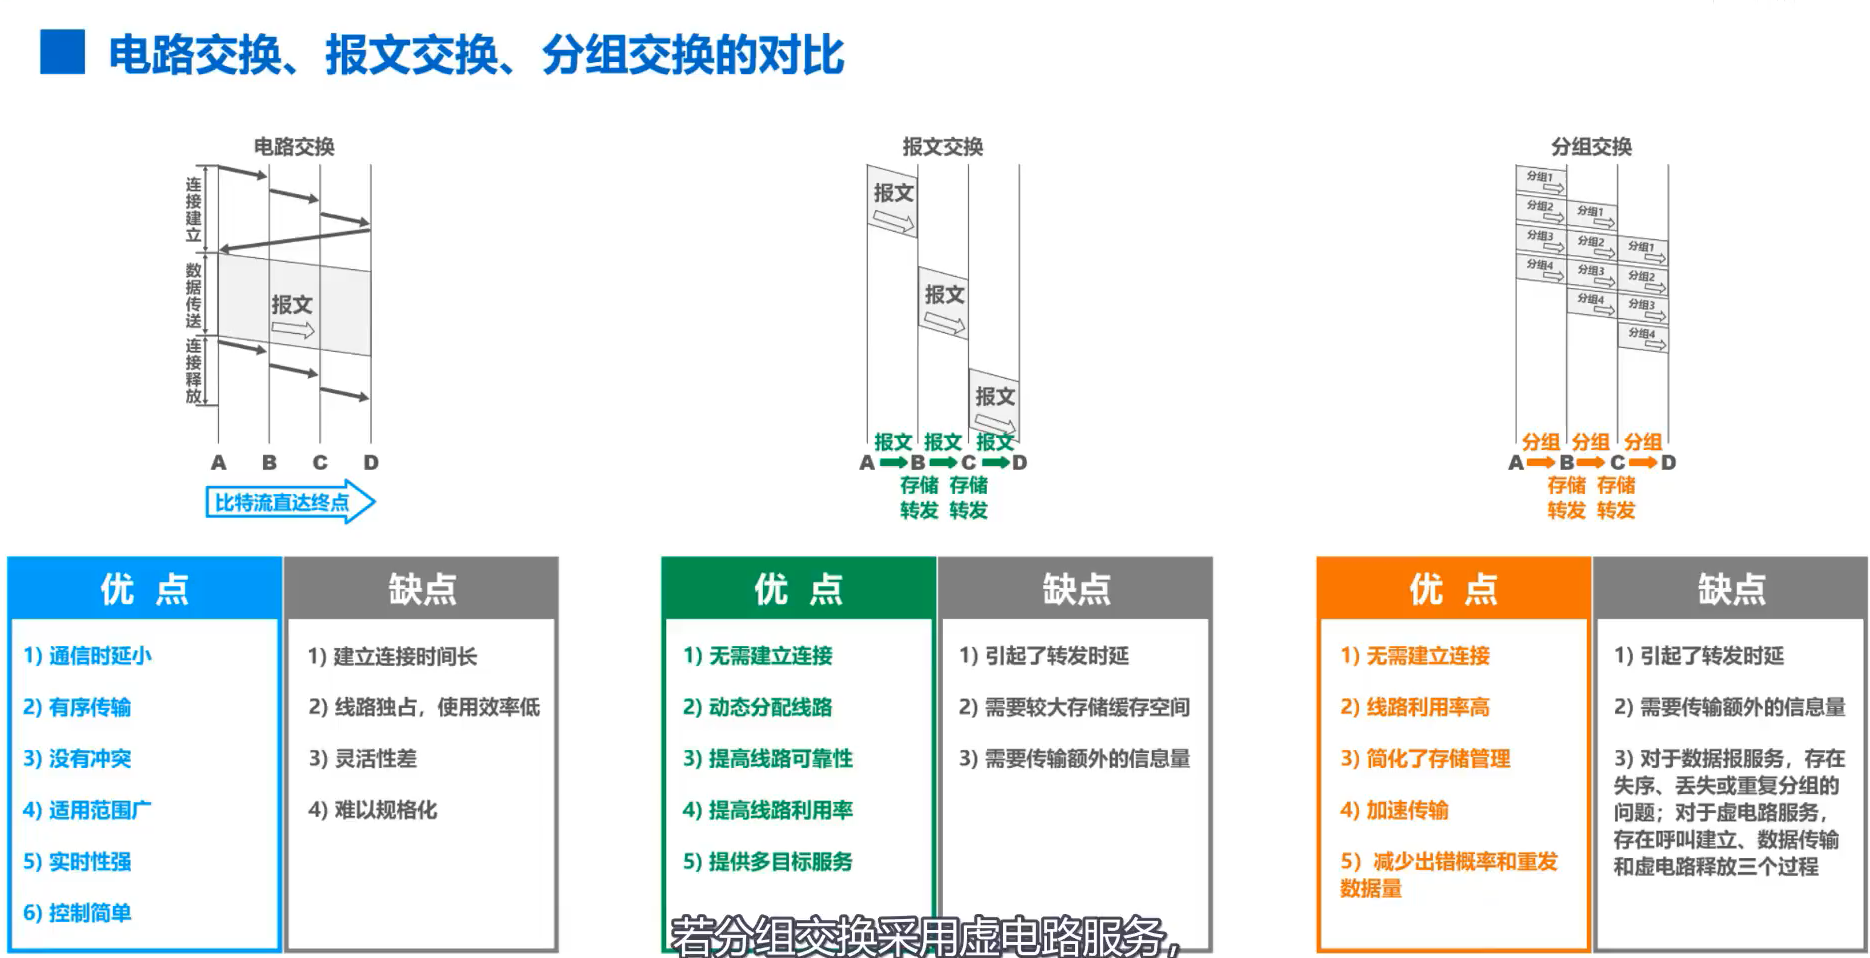 电路交换、报文交换、分组交换的对比
电路交换
连接建立
数据传送
连接释放
报文
A B C D
比特流直达终点
报文交换
报文
报文
报文
报文 报文 报文
A B C D
存储 存储
转发 转发
分组交换
分组1
分组2 分组1
分组3 分组2 分组1
分组4 分组3 分组2
分组4 分组3
分组4
分组 分组 分组
A B C D
存储 存储
转发 转发
优 点
1) 通信时延小
2) 有序传输
3) 没有冲突
4) 适用范围广
5) 实时性强
6) 控制简单
缺点
1) 建立连接时间长
2) 线路独占，使用效率低
3) 灵活性差
4) 难以规格化
优 点
1) 无需建立连接
2) 动态分配线路
3) 提高线路可靠性
4) 提高线路利用率
5) 提供多目标服务
缺点
1) 引起了转发时延
2) 需要较大存储缓存空间
3) 需要传输额外的信息量
优 点
1) 无需建立连接
2) 线路利用率高
3) 简化了存储管理
4) 加速传输
5) 减少出错概率和重发
数据量
缺点
1) 引起了转发时延
2) 需要传输额外的信息量
3) 对于数据报服务，存在
失序、丢失或重复分组的
问题；对于虚电路服务，
存在呼叫建立、数据传输
和虚电路释放三个过程
若分组交换采用虚电路服务，